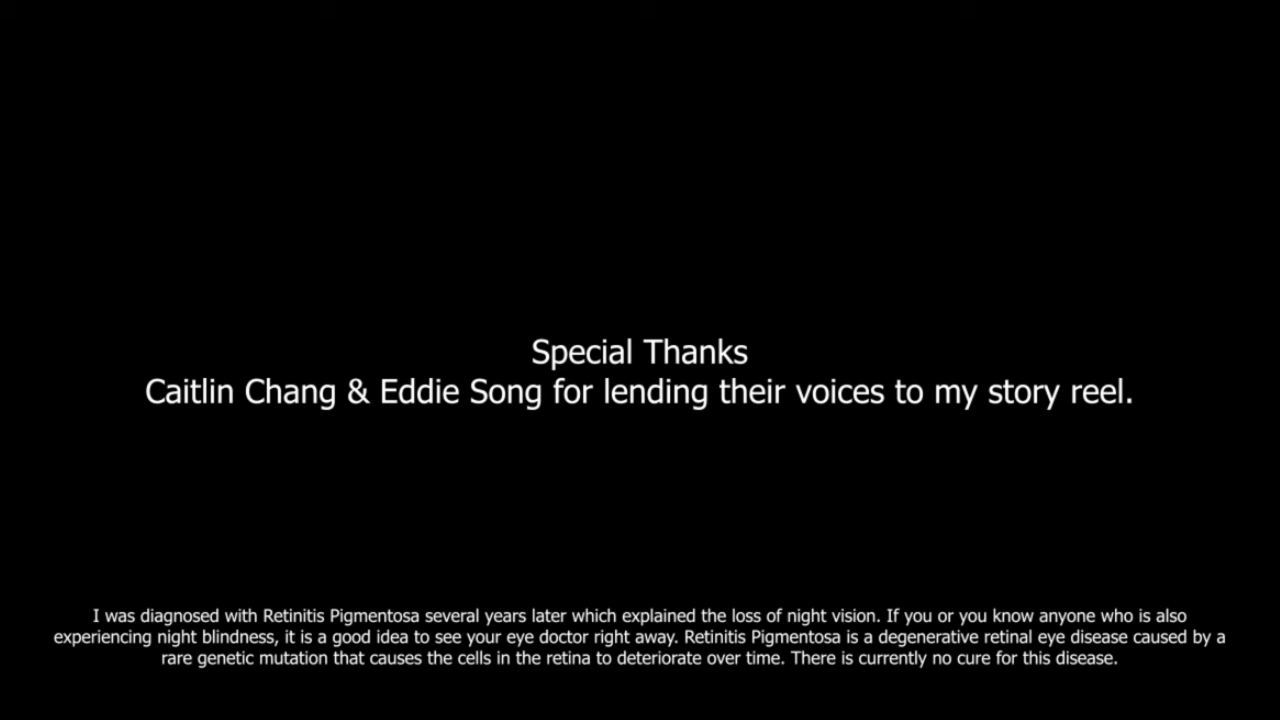 Special Thanks
Caitlin Chang & Eddie Song for lending their voices to my story reel.
I was diagnosed with Retinitis Pigmentosa several years later which explained the loss of night vision. If you or you know anyone who is also
experiencing night blindness, it is a good idea to see your eye doctor right away. Retinitis Pigmentosa is a degenerative retinal eye disease caused by a
rare genetic mutation that causes the cells in the retina to deteriorate over time. There is currently no cure for this disease.